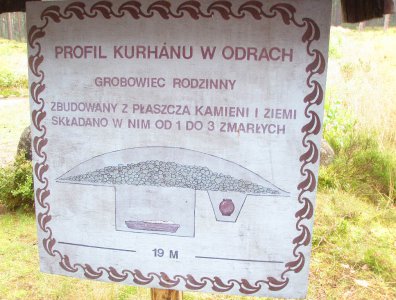 PROFIL KURHANU W ODRACH
GROBOWIEC RODZINNY
ZBUDOWANY Z PŁASZCZA KAMIENI I ZIEMI
SKŁADANO W NIM OD 1 DO 3 ZMARŁYCH
19 M